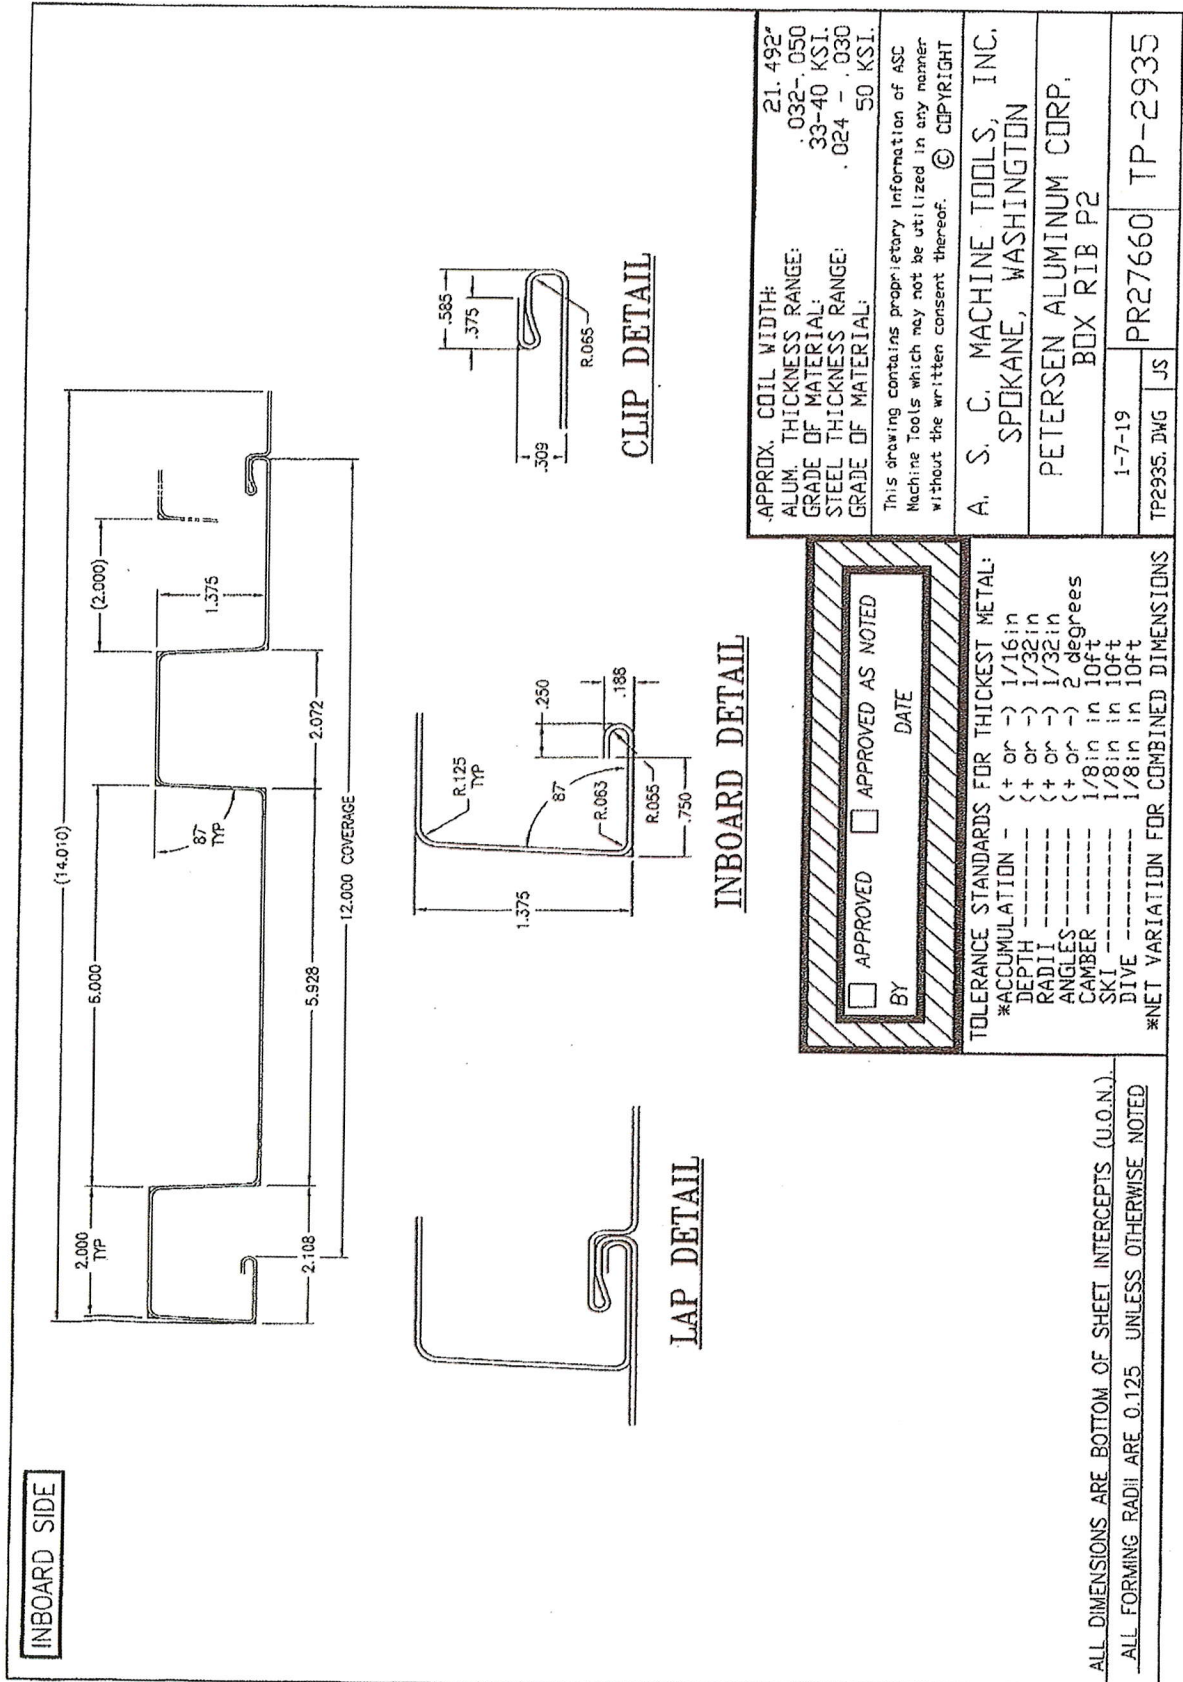 INBOARD SIDE
(14.010)
2.000
TYP
5.000
(2.000)
87
TYP
1.375
2.108
5.928
2.072
12.000 COVERAGE
R.125
TYP
1.375
87
.250
R.063
R.055
.188
.750
.585
.375
.309
R.065
LAP DETAIL
INBOARD DETAIL
CLIP DETAIL
APPROVED
APPROVED AS NOTED
BY
DATE
APPROX. COIL WIDTH: 21.492"
ALUM. THICKNESS RANGE: .032-.050
GRADE OF MATERIAL: 33-40 KSI.
STEEL THICKNESS RANGE: .024 - .030
GRADE OF MATERIAL: 50 KSI.
This drawing contains proprietary information of ASC
Machine Tools which may not be utilized in any manner
without the written consent thereof. © COPYRIGHT
TOLERANCE STANDARDS FOR THICKEST METAL:
*ACCUMULATION - (+ or -) 1/16in
DEPTH --------- (+ or -) 1/32in
RADII --------- (+ or -) 1/32in
ANGLES--------- (+ or -) 2 degrees
CAMBER --------- 1/8in in 10ft
SKI ------------ 1/8in in 10ft
DIVE ----------- 1/8in in 10ft
*NET VARIATION FOR COMBINED DIMENSIONS
A. S. C. MACHINE TOOLS, INC.
SPOKANE, WASHINGTON
PETERSEN ALUMINUM CORP.
BOX RIB P2
1-7-19
TP2935.DWG
JS
PR27660
TP-2935
ALL DIMENSIONS ARE BOTTOM OF SHEET INTERCEPTS (U.O.N.).
ALL FORMING RADII ARE 0.125 UNLESS OTHERWISE NOTED